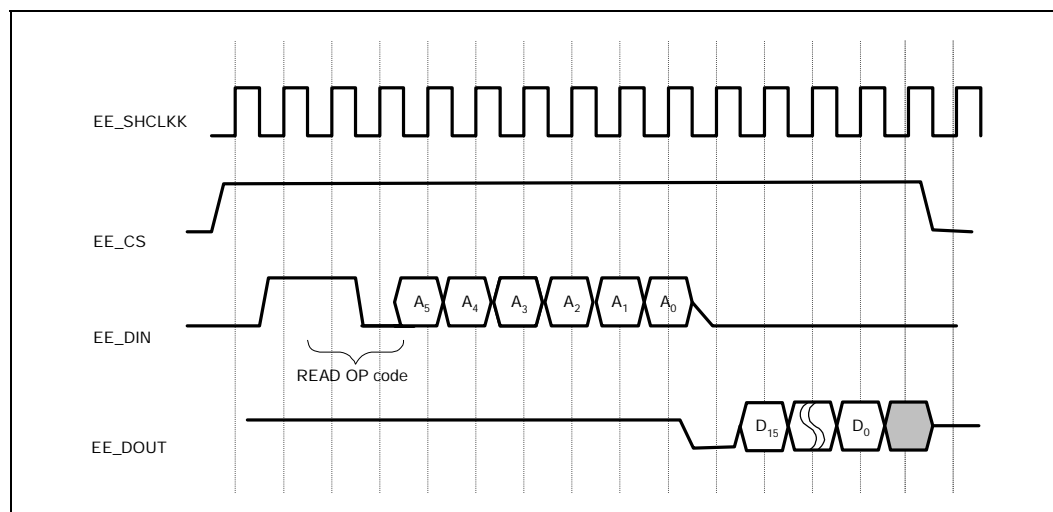 EE_SHCLKK
EE_CS
A5 A4 A3 A2 A1 A0
EE_DIN
READ OP code
D15 D0
EE_DOUT